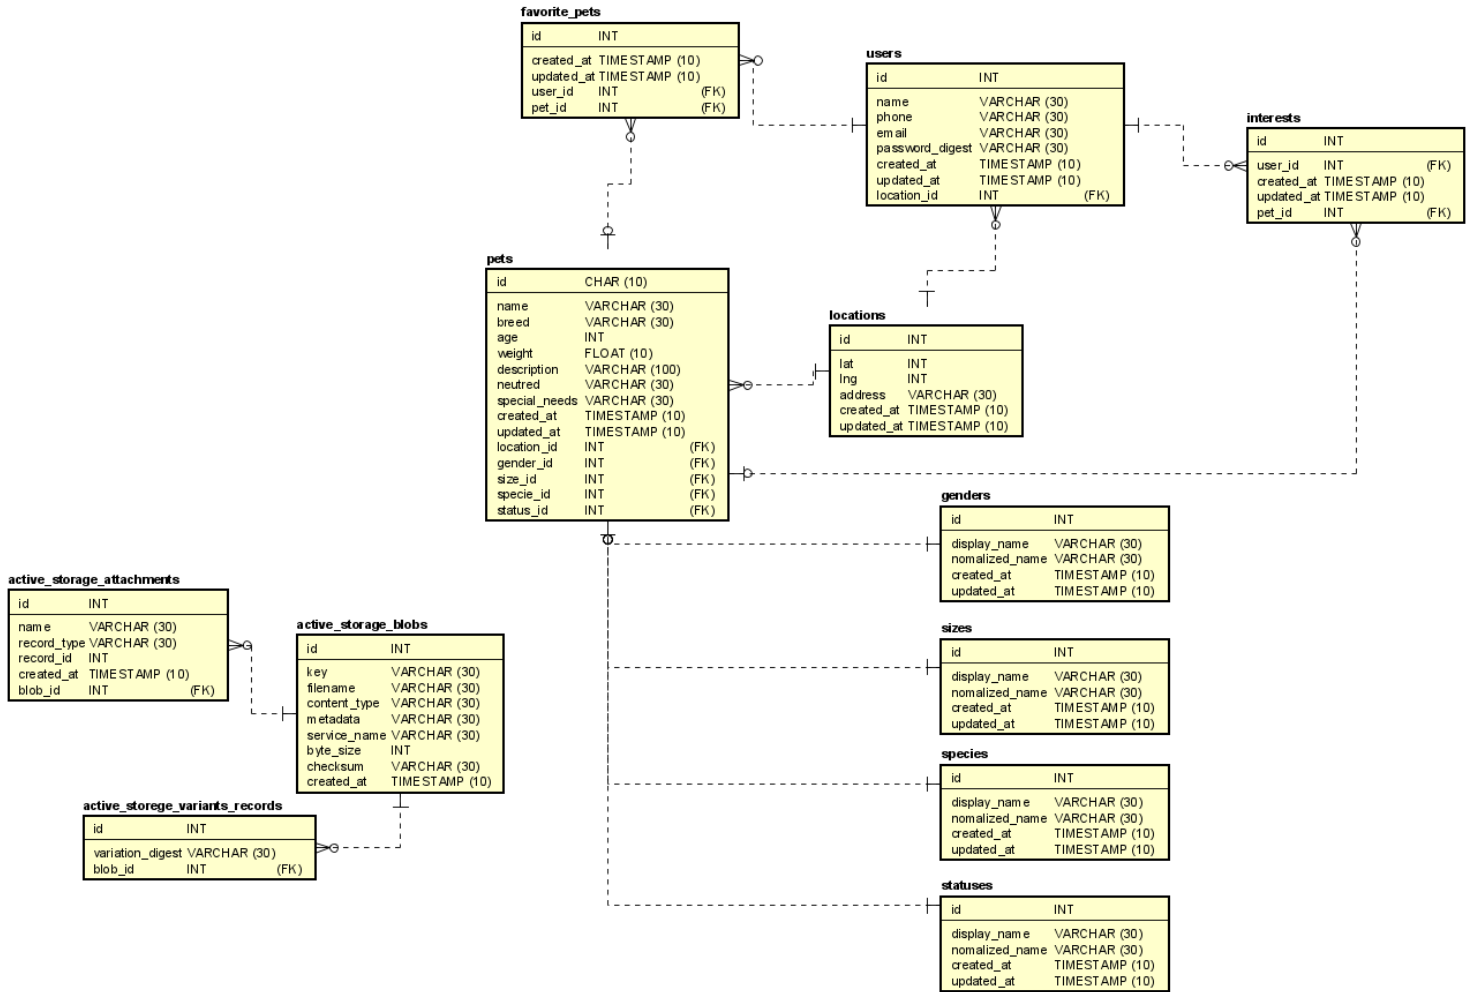 favorite_pets
id INT
created_at TIMESTAMP (10)
updated_at TIMESTAMP (10)
user_id INT (FK)
pet_id INT (FK)
users
id INT
name VARCHAR (30)
phone VARCHAR (30)
email VARCHAR (30)
password_digest VARCHAR (30)
created_at TIMESTAMP (10)
updated_at TIMESTAMP (10)
location_id INT (FK)
interests
id INT
user_id INT (FK)
created_at TIMESTAMP (10)
updated_at TIMESTAMP (10)
pet_id INT (FK)
pets
id CHAR (10)
name VARCHAR (30)
breed VARCHAR (30)
age INT
weight FLOAT (10)
description VARCHAR (100)
neutred VARCHAR (30)
special_needs VARCHAR (30)
created_at TIMESTAMP (10)
updated_at TIMESTAMP (10)
location_id INT (FK)
gender_id INT (FK)
size_id INT (FK)
specie_id INT (FK)
status_id INT (FK)
locations
id INT
lat INT
lng INT
address VARCHAR (30)
created_at TIMESTAMP (10)
updated_at TIMESTAMP (10)
genders
id INT
display_name VARCHAR (30)
nomalized_name VARCHAR (30)
created_at TIMESTAMP (10)
updated_at TIMESTAMP (10)
active_storage_attachments
id INT
name VARCHAR (30)
record_type VARCHAR (30)
record_id INT
created_at TIMESTAMP (10)
blob_id INT (FK)
active_storage_blobs
id INT
key VARCHAR (30)
filename VARCHAR (30)
content_type VARCHAR (30)
metadata VARCHAR (30)
service_name VARCHAR (30)
byte_size INT
checksum VARCHAR (30)
created_at TIMESTAMP (10)
sizes
id INT
display_name VARCHAR (30)
nomalized_name VARCHAR (30)
created_at TIMESTAMP (10)
updated_at TIMESTAMP (10)
species
id INT
display_name VARCHAR (30)
nomalized_name VARCHAR (30)
created_at TIMESTAMP (10)
updated_at TIMESTAMP (10)
active_storege_variants_records
id INT
variation_digest VARCHAR (30)
blob_id INT (FK)
statuses
id INT
display_name VARCHAR (30)
nomalized_name VARCHAR (30)
created_at TIMESTAMP (10)
updated_at TIMESTAMP (10)